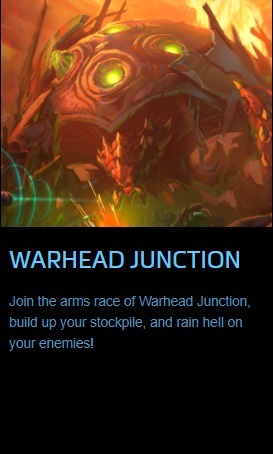 WARHEAD JUNCTION
Join the arms race of Warhead Junction,
build up your stockpile, and rain hell on
your enemies!